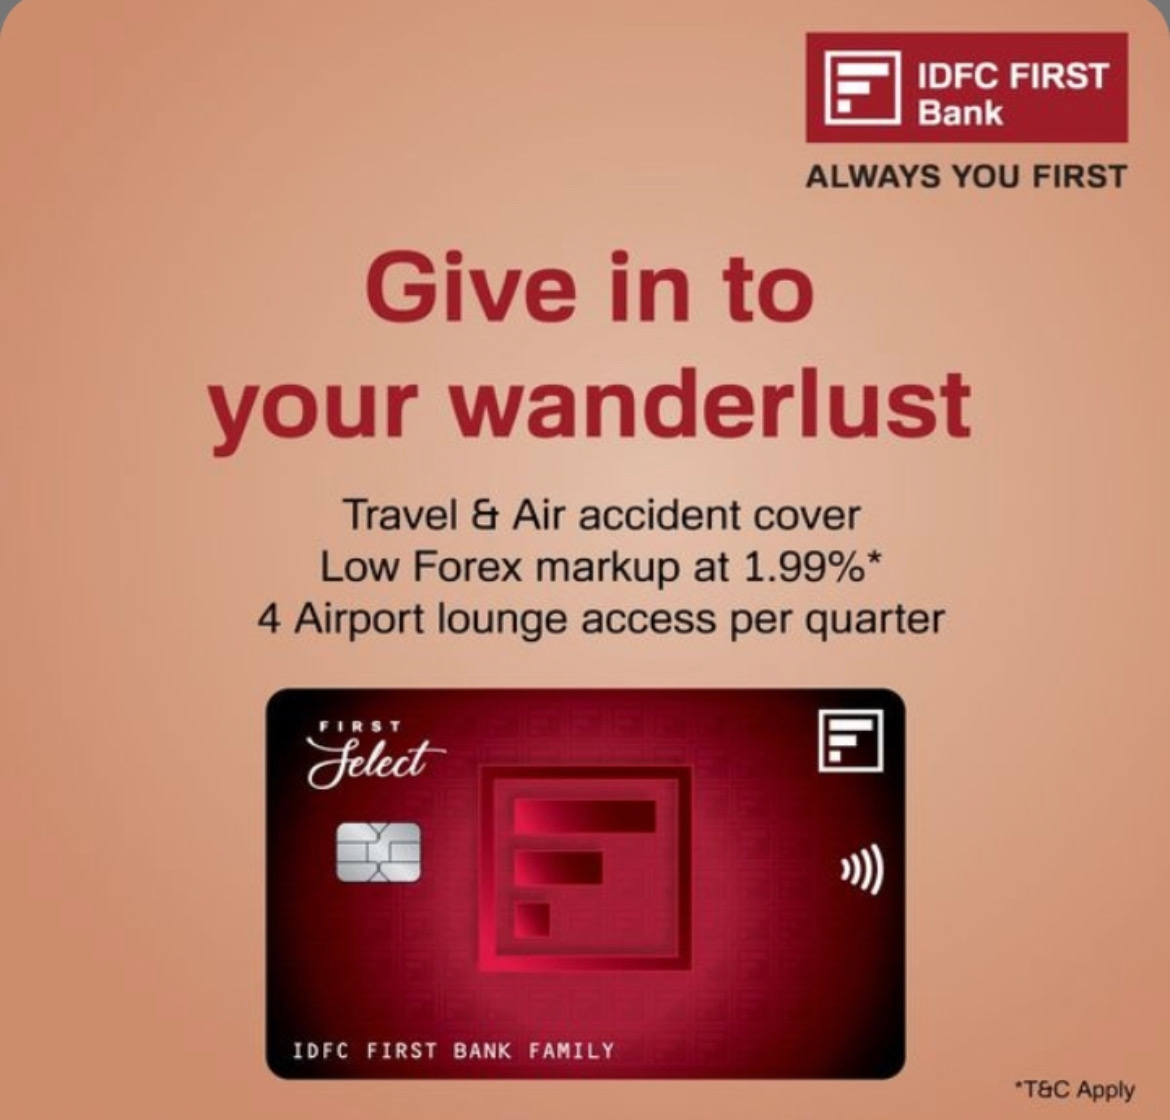 IDFC FIRST
Bank
ALWAYS YOU FIRST
Give in to
your wanderlust
Travel & Air accident cover
Low Forex markup at 1.99%*
4 Airport lounge access per quarter
FIRST
Select
IDFC FIRST BANK FAMILY
*T&C Apply